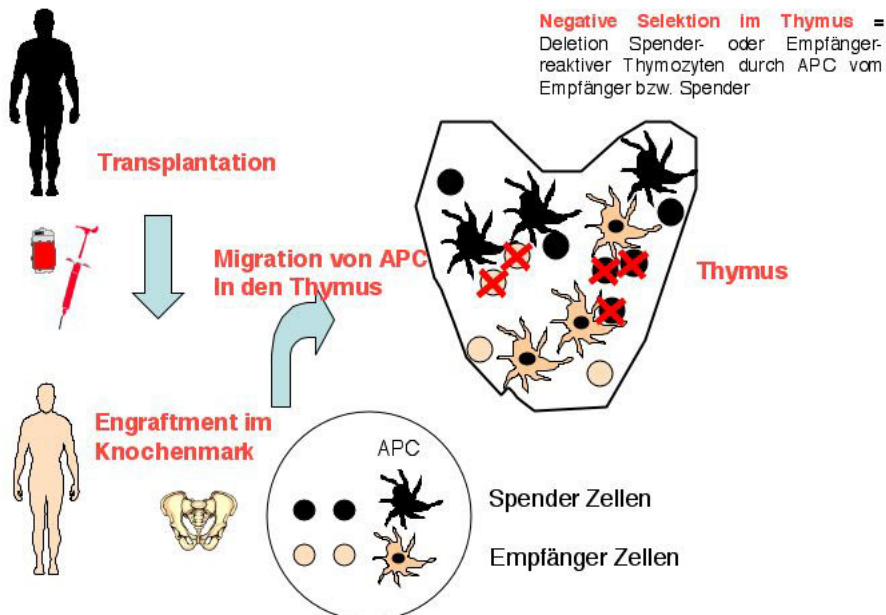 Negative Selektion im Thymus =
Deletion Spender- oder Empfänger-
reaktiver Thymozyten durch APC vom
Empfänger bzw. Spender
Transplantation
Migration von APC
In den Thymus
Thymus
Engraftment im
Knochenmark
APC
Spender Zellen
Empfänger Zellen